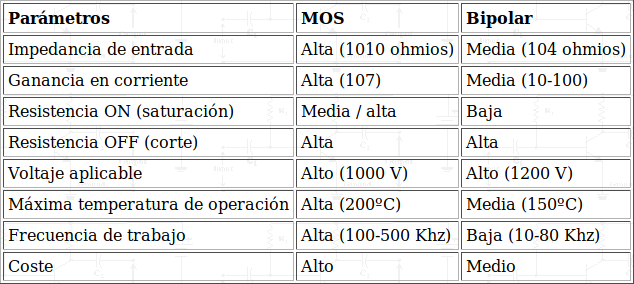 Parámetros MOS Bipolar
Impedancia de entrada Alta (1010 ohmios) Media (104 ohmios)
Ganancia en corriente Alta (107) Media (10-100)
Resistencia ON (saturación) Media / alta Baja
Resistencia OFF (corte) Alta Alta
Voltaje aplicable Alto (1000 V) Alto (1200 V)
Máxima temperatura de operación Alta (200ºC) Media (150ºC)
Frecuencia de trabajo Alta (100-500 Khz) Baja (10-80 Khz)
Coste Alto Medio